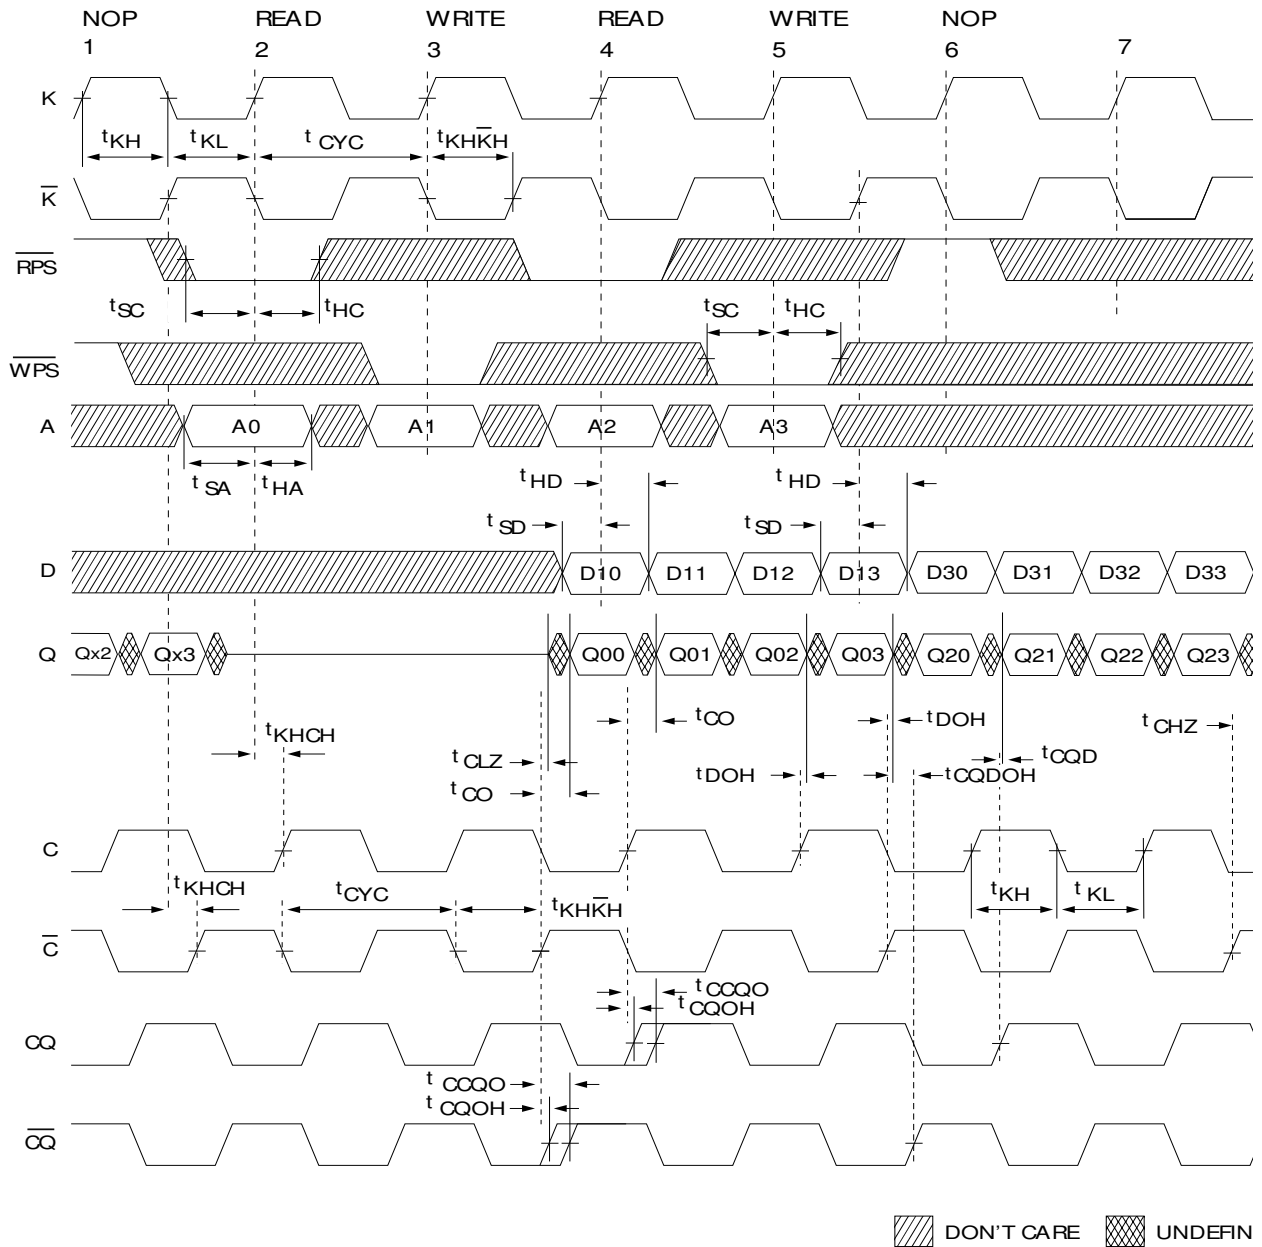 NOP READ WRITE READ WRITE NOP
1 2 3 4 5 6 7
K
tKH tKL tCYC tKHK̅H
K̅
R̅P̅S̅
tSC tHC tSC tHC
W̅P̅S̅
A A0 A1 A2 A3
tSA tHA tHD tHD
tSD tSD
D D10 D11 D12 D13 D30 D31 D32 D33
Q Qx2 Qx3 Q00 Q01 Q02 Q03 Q20 Q21 Q22 Q23
tCO tDOH tCHZ
tKHCH tCLZ tDOH tCQDOH tCQD
tCO
C
tKHCH tCYC tKHK̅H tKH tKL
C̅
tCCQO
tCQOH
CQ
tCCQO
tCQOH
C̅Q̅
DON'T CARE UNDEFIN